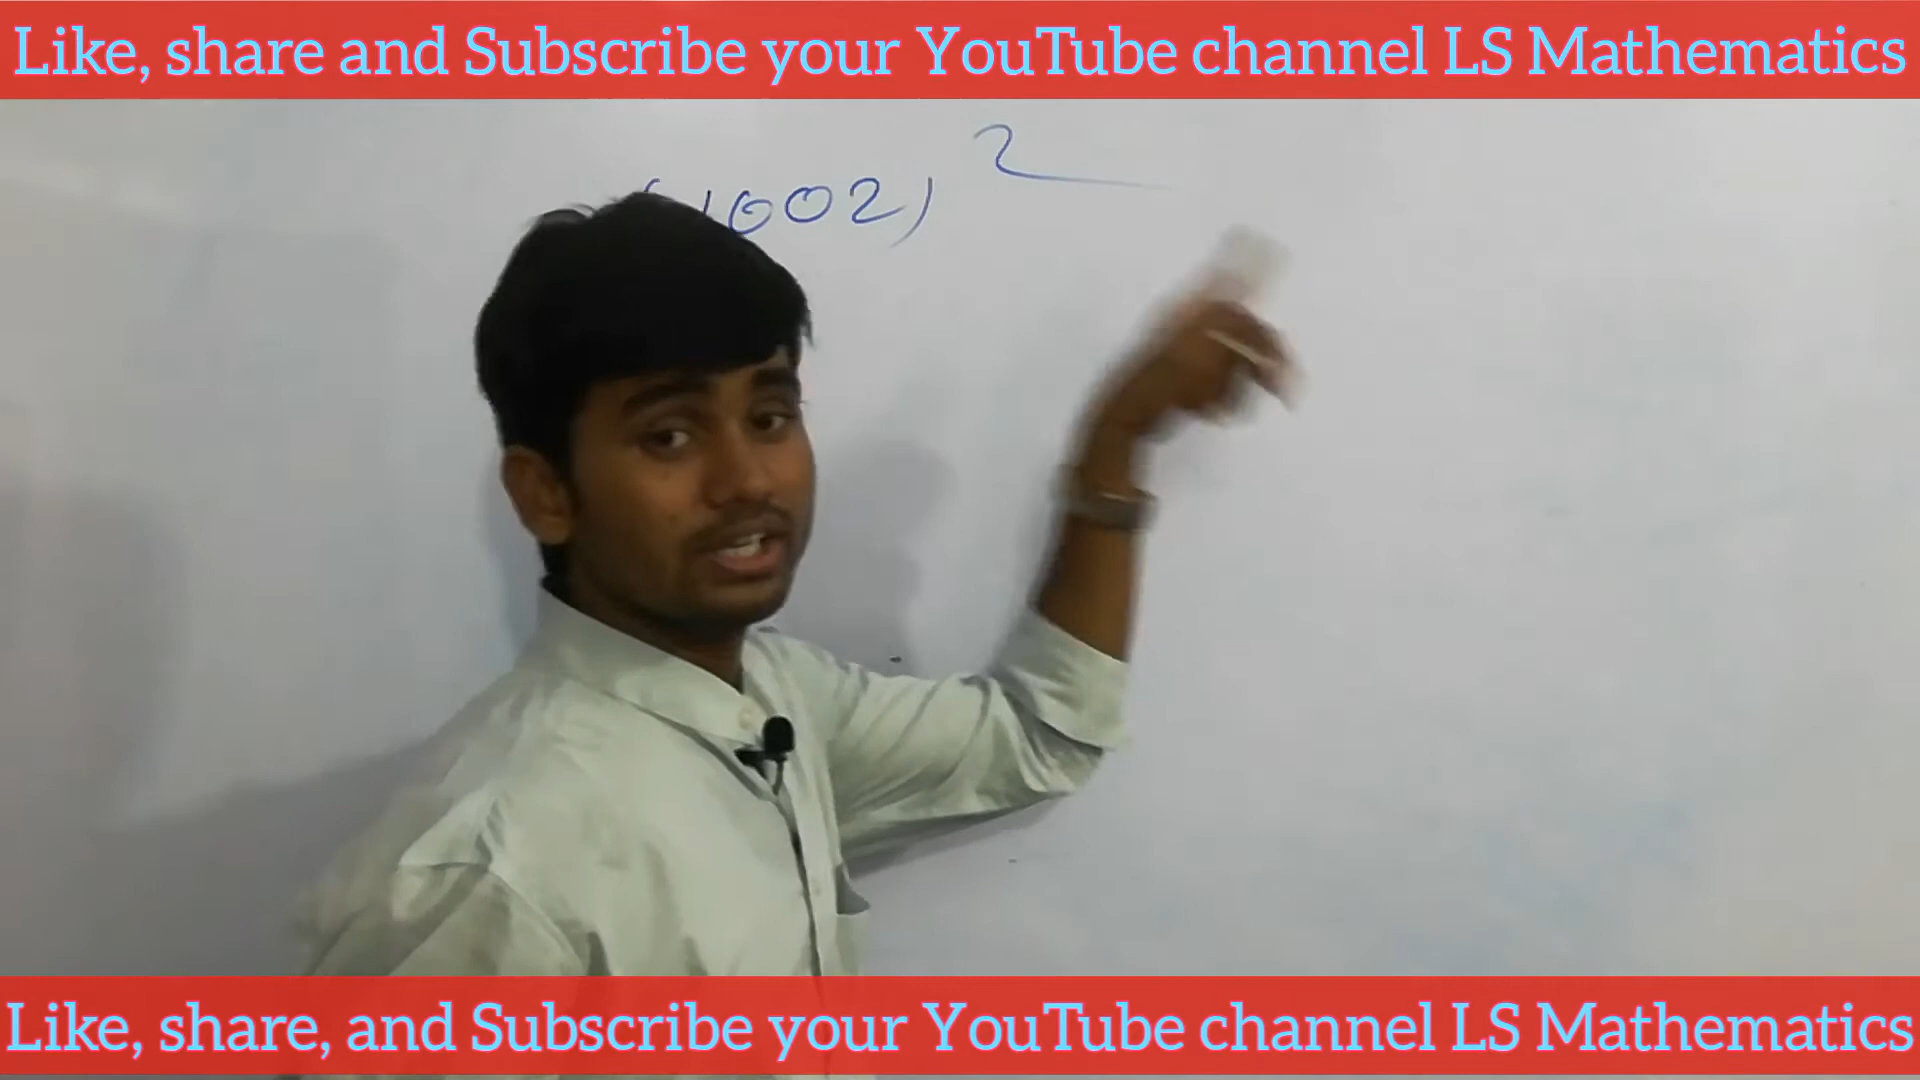 Like, share and Subscribe your YouTube channel LS Mathematics
(1002)²
Like, share, and Subscribe your YouTube channel LS Mathematics